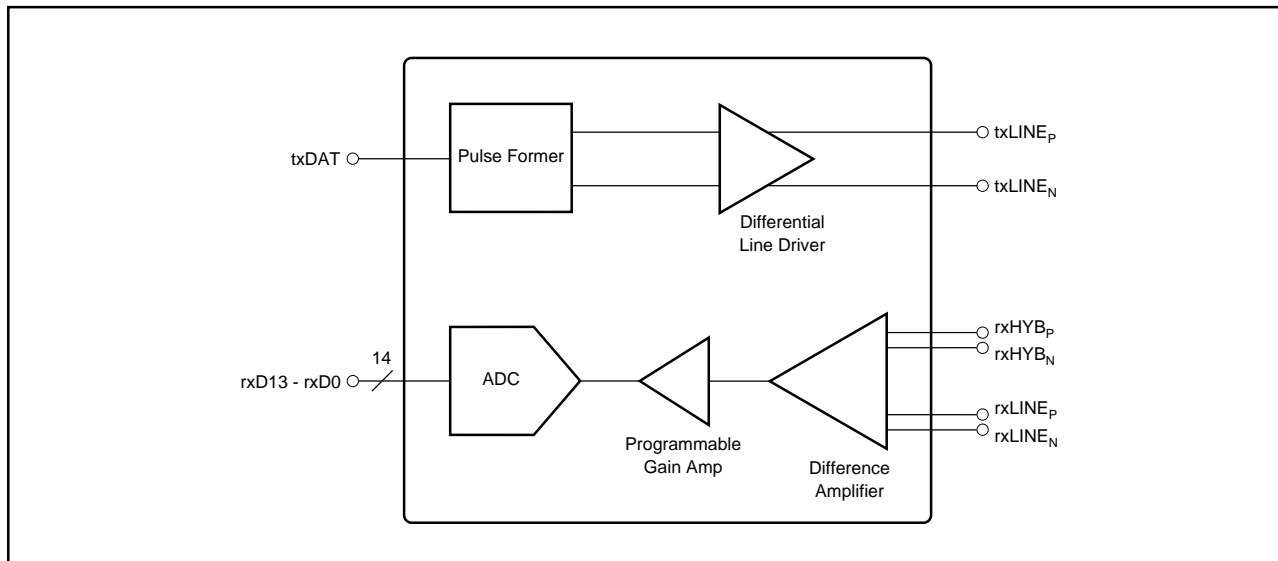 txDAT
Pulse Former
Differential
Line Driver
txLINEP
txLINEN
rxD13 - rxD0
14
ADC
Programmable
Gain Amp
Difference
Amplifier
rxHYBP
rxHYBN
rxLINEP
rxLINEN